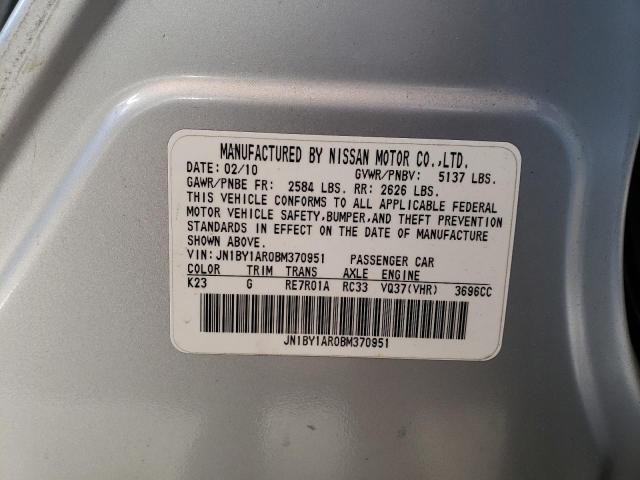 MANUFACTURED BY NISSAN MOTOR CO.,LTD.
DATE: 02/10 GVWR/PNBV: 5137 LBS.
GAWR/PNBE FR: 2584 LBS. RR: 2626 LBS.
THIS VEHICLE CONFORMS TO ALL APPLICABLE FEDERAL
MOTOR VEHICLE SAFETY,BUMPER,AND THEFT PREVENTION
STANDARDS IN EFFECT ON THE DATE OF MANUFACTURE
SHOWN ABOVE.
VIN: JN1BY1AR0BM370951 PASSENGER CAR
COLOR TRIM TRANS AXLE ENGINE
K23 G RE7R01A RC33 VQ37(VHR) 3696CC
JN1BY1AR0BM370951